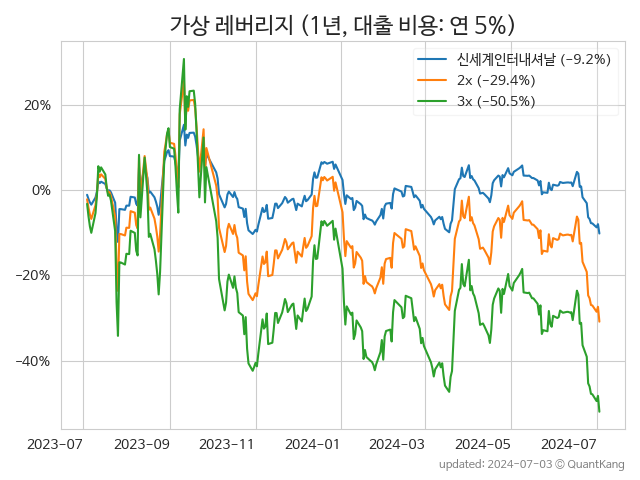 가상 레버리지 (1년, 대출 비용: 연 5%)
신세계인터내셔날 (−9.2%)
2x (−29.4%)
3x (−50.5%)
20%
0%
−20%
−40%
2023−07 2023−09 2023−11 2024−01 2024−03 2024−05 2024−07
updated: 2024-07-03 ⓒ QuantKang